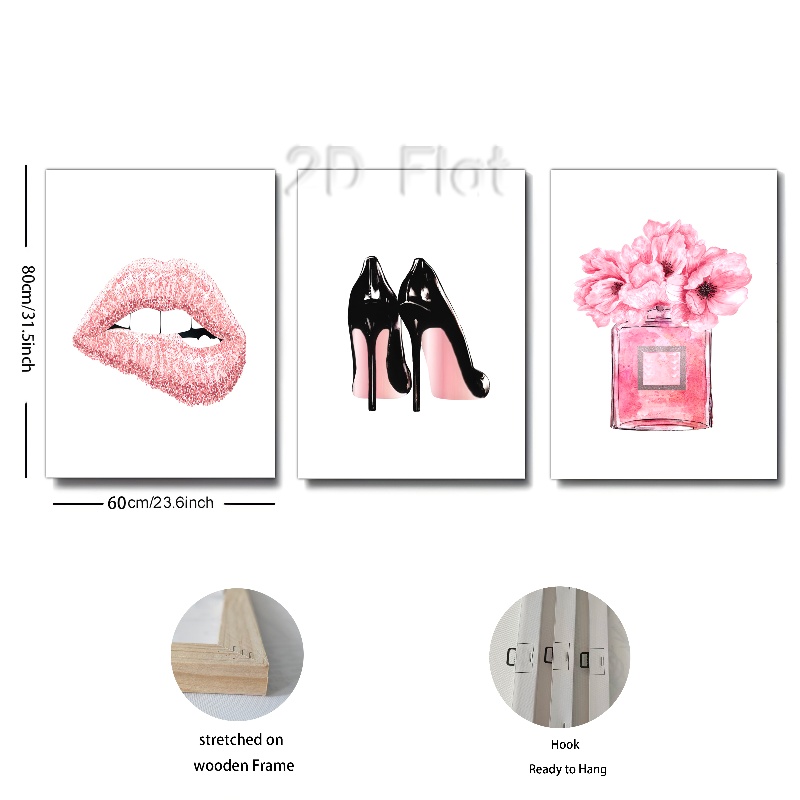 2D Flat
80cm/31.5inch
60cm/23.6inch
stretched on
wooden Frame
Hook
Ready to Hang